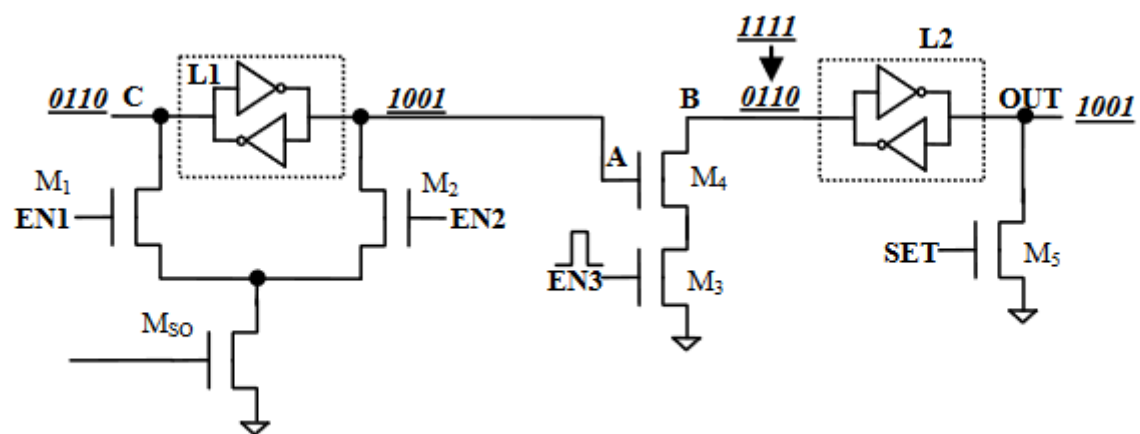 1111
L2
L1
0110 C
1001
B
0110
OUT
1001
A
M1
EN1
M2
EN2
M4
EN3
M3
SET
M5
MSO